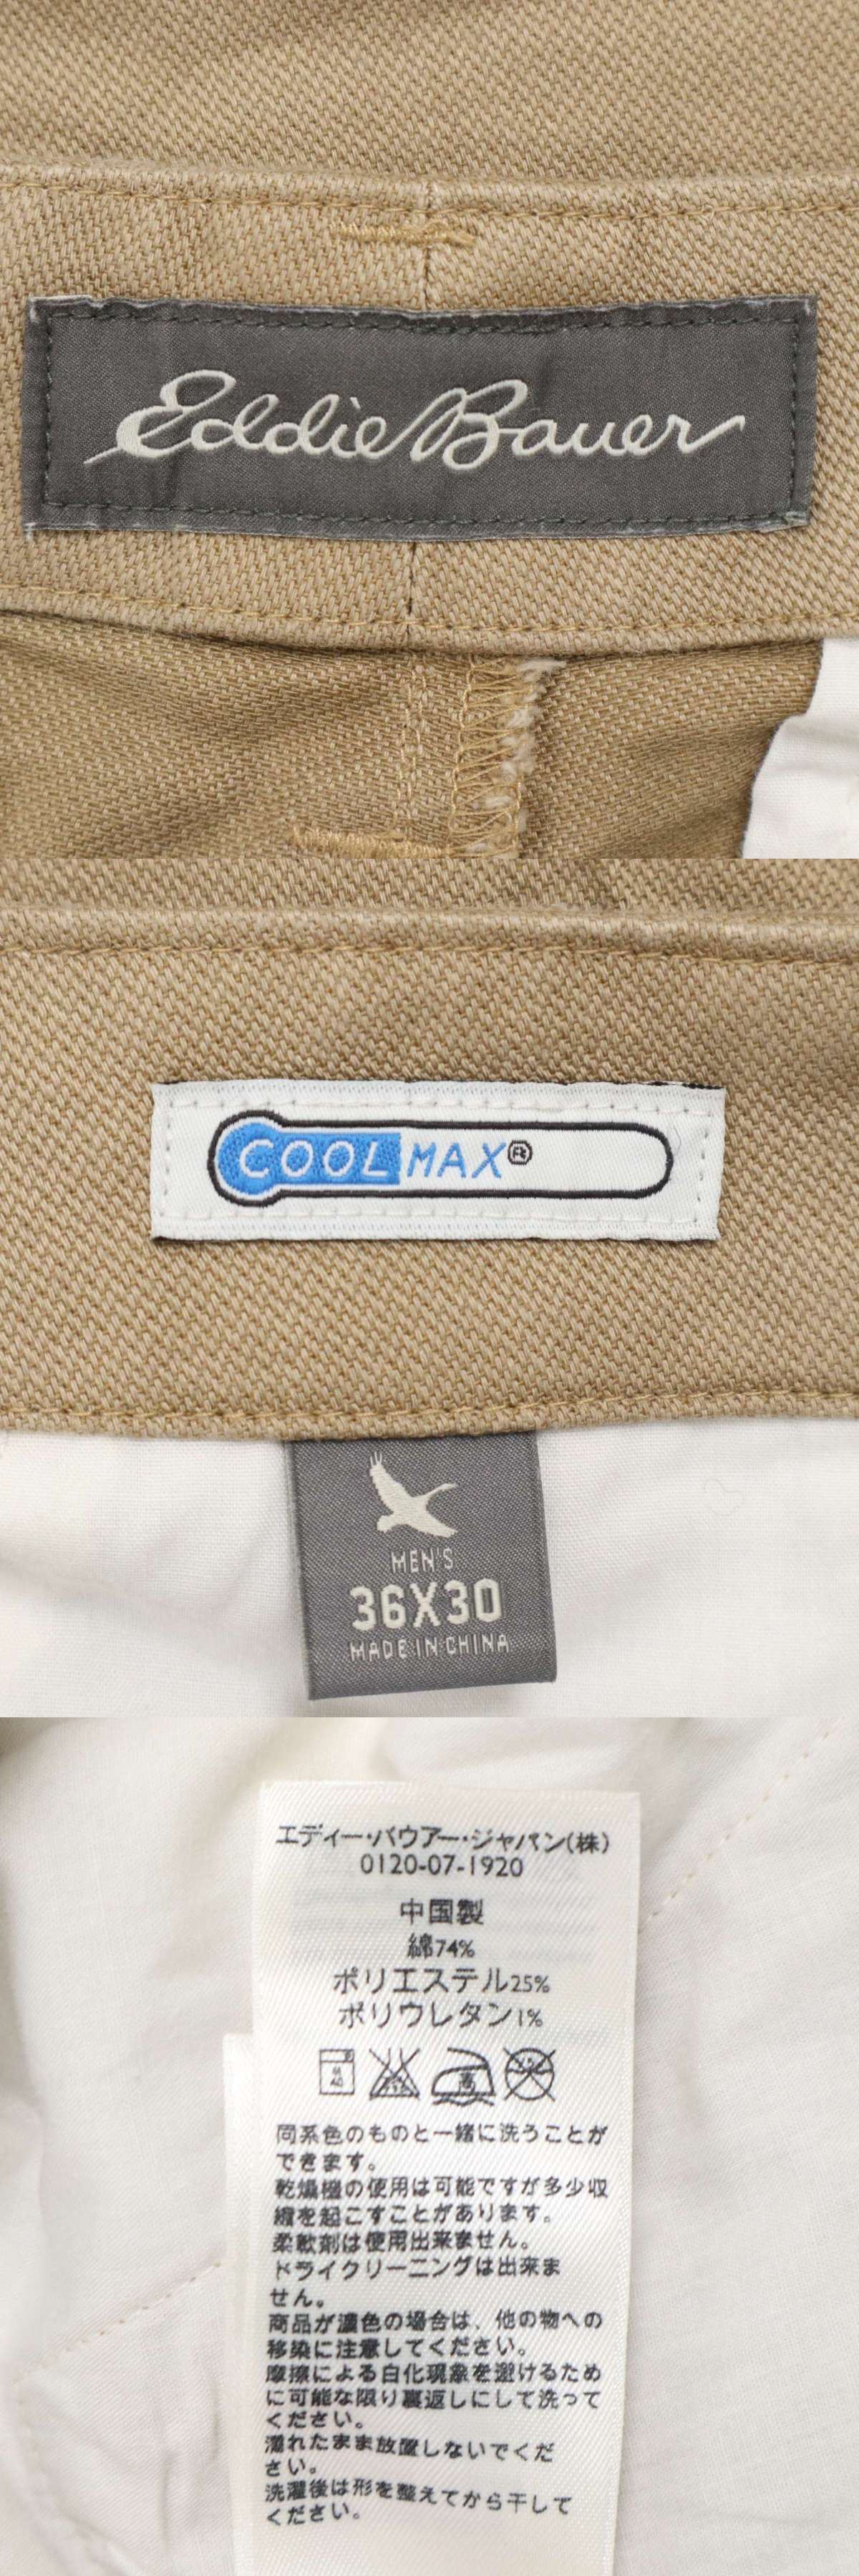 Eddie Bauer
COOLMAX®
MEN'S
36X30
MADE IN CHINA
エディー・バウアー・ジャパン(株)
0120-07-1920
中国製
綿74%
ポリエステル25%
ポリウレタン1%
40
高
同系色のものと一緒に洗うことが
できます。
乾燥機の使用は可能ですが多少収
縮を起こすことがあります。
柔軟剤は使用出来ません。
ドライクリーニングは出来ま
せん。
商品が濃色の場合は、他の物への
移染に注意してください。
摩擦による白化現象を避けるため
に可能な限り裏返しにして洗って
ください。
濡れたまま放置しないでくだ
さい。
洗濯後は形を整えてから干して
ください。